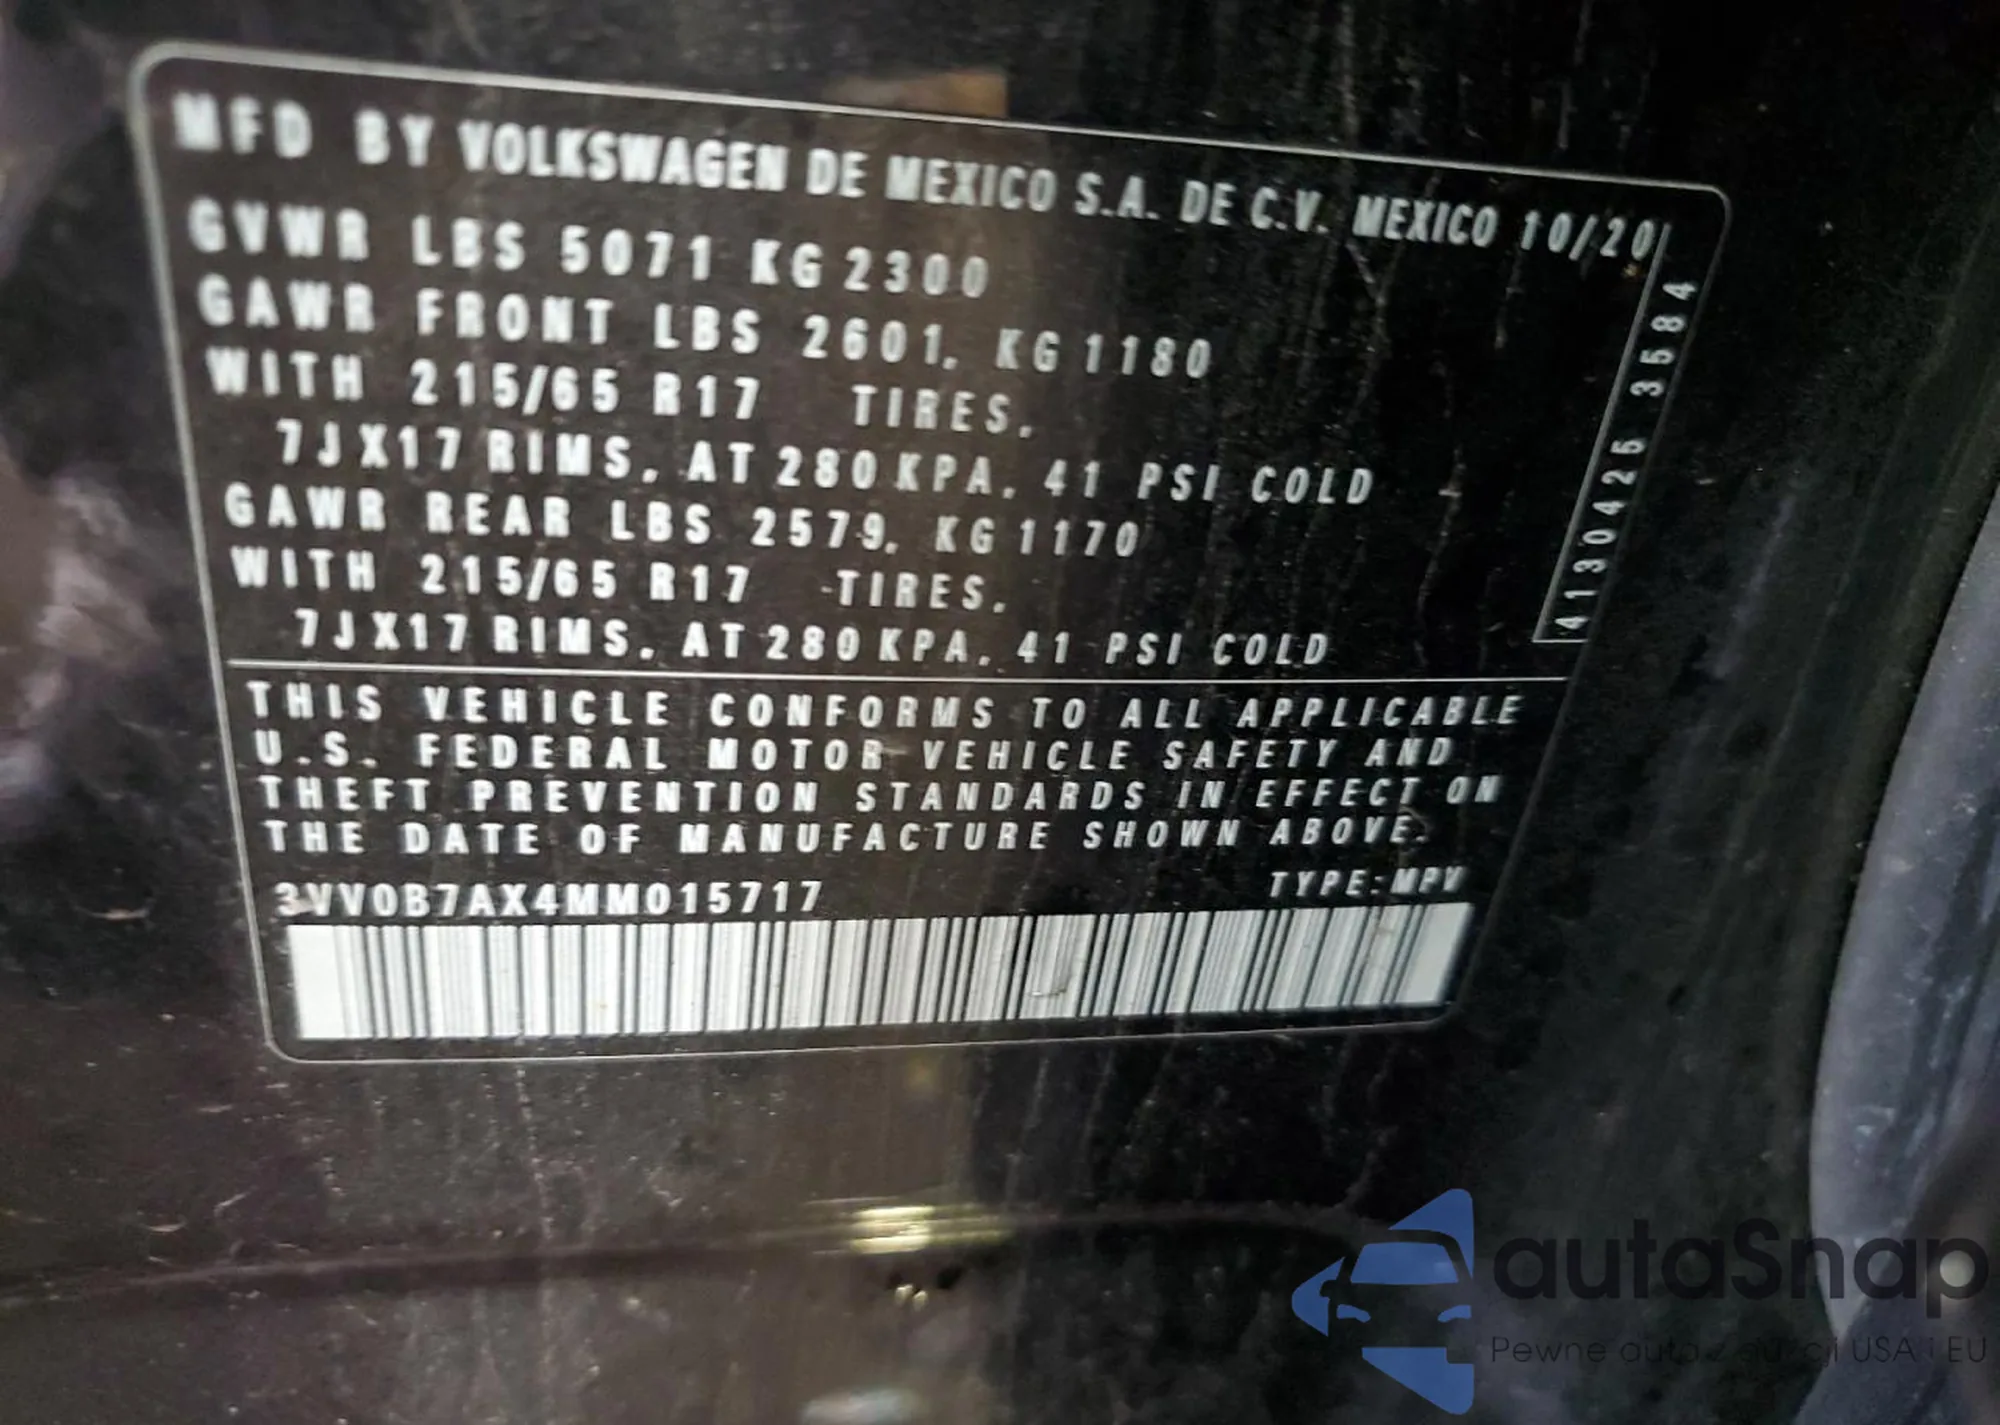 MFD BY VOLKSWAGEN DE MEXICO S.A. DE C.V. MEXICO 10/20
GVWR LBS 5071 KG 2300
GAWR FRONT LBS 2601, KG 1180
WITH 215/65 R17 TIRES,
7JX17 RIMS, AT 280 KPA, 41 PSI COLD
GAWR REAR LBS 2579, KG 1170
WITH 215/65 R17 TIRES,
7JX17 RIMS, AT 280 KPA, 41 PSI COLD
4130425 3584
THIS VEHICLE CONFORMS TO ALL APPLICABLE
U.S. FEDERAL MOTOR VEHICLE SAFETY AND
THEFT PREVENTION STANDARDS IN EFFECT ON
THE DATE OF MANUFACTURE SHOWN ABOVE.
3VV0B7AX4MM015717 TYPE: MPV
autaSnap
Pewne auta z aukcji USA i EU